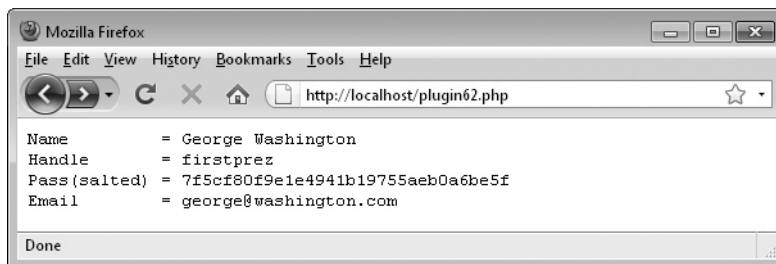 Mozilla Firefox
File Edit View History Bookmarks Tools Help
http://localhost/plugin62.php
Name = George Washington
Handle = firstprez
Pass(salted) = 7f5cf80f9e1e4941b19755aeb0a6be5f
Email = george@washington.com
Done